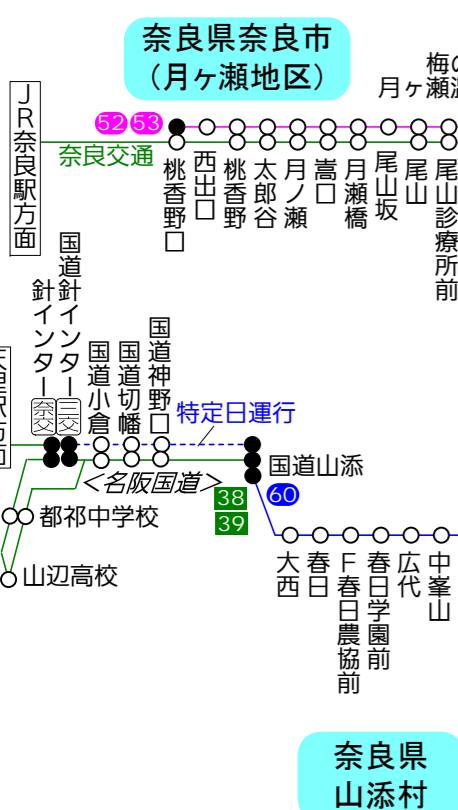 奈良県奈良市
（月ヶ瀬地区）
月ヶ瀬
ＪＲ奈良駅方面
52 53
奈良交通
桃香野口
西出口
桃香野
太郎谷
月ノ瀬
嵩口
月瀬橋
尾山坂
尾山
尾山診療所前
国道針インター
三交
針インター
奈交
国道小倉
国道切幡
国道神野口
特定日運行
国道山添
＜名阪国道＞
38
39
60
都祁中学校
山辺高校
大西
春日
Ｆ春日農協前
春日学園前
広代
中峯山
奈良県
山添村